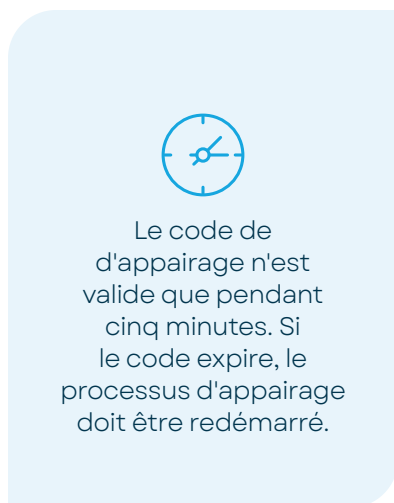 Le code de
d'appairage n'est
valide que pendant
cinq minutes. Si
le code expire, le
processus d'appairage
doit être redémarré.